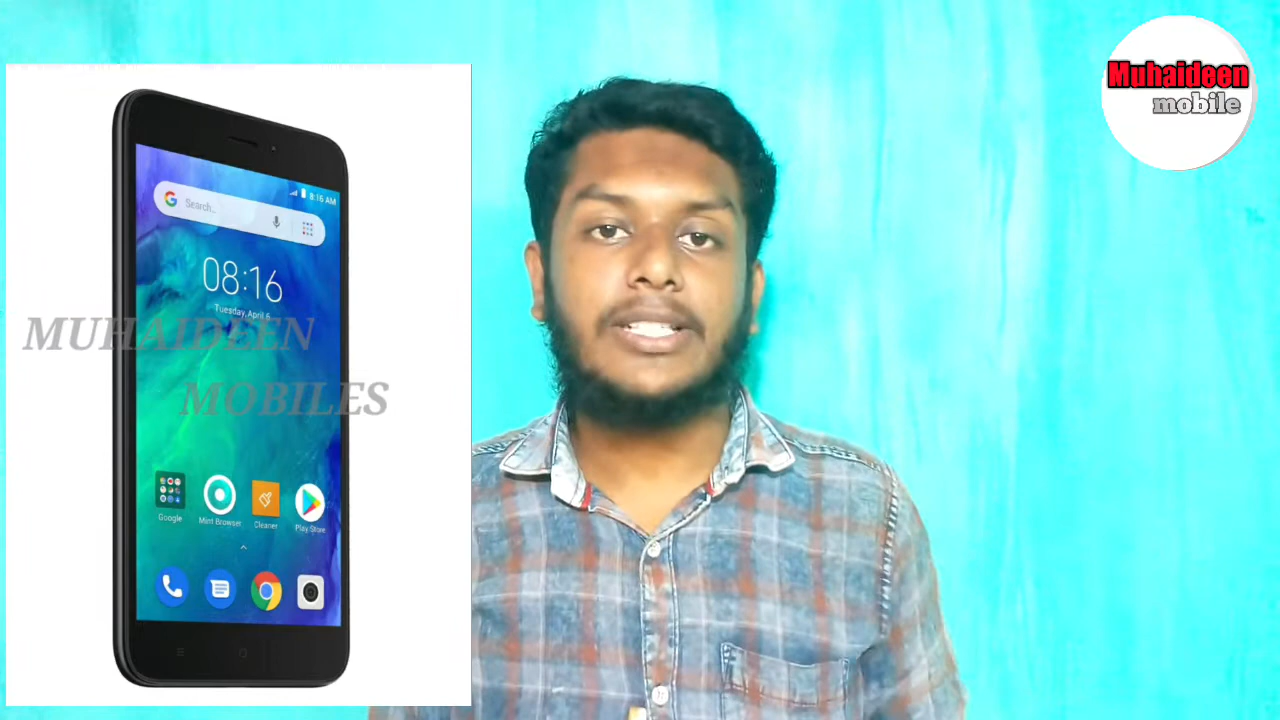 Muhaideen
mobile
8:16 AM
Search..
08:16
Tuesday, April 6
MUHAIDEEN
MOBILES
Google
Mint Browser
Cleaner
Play Store